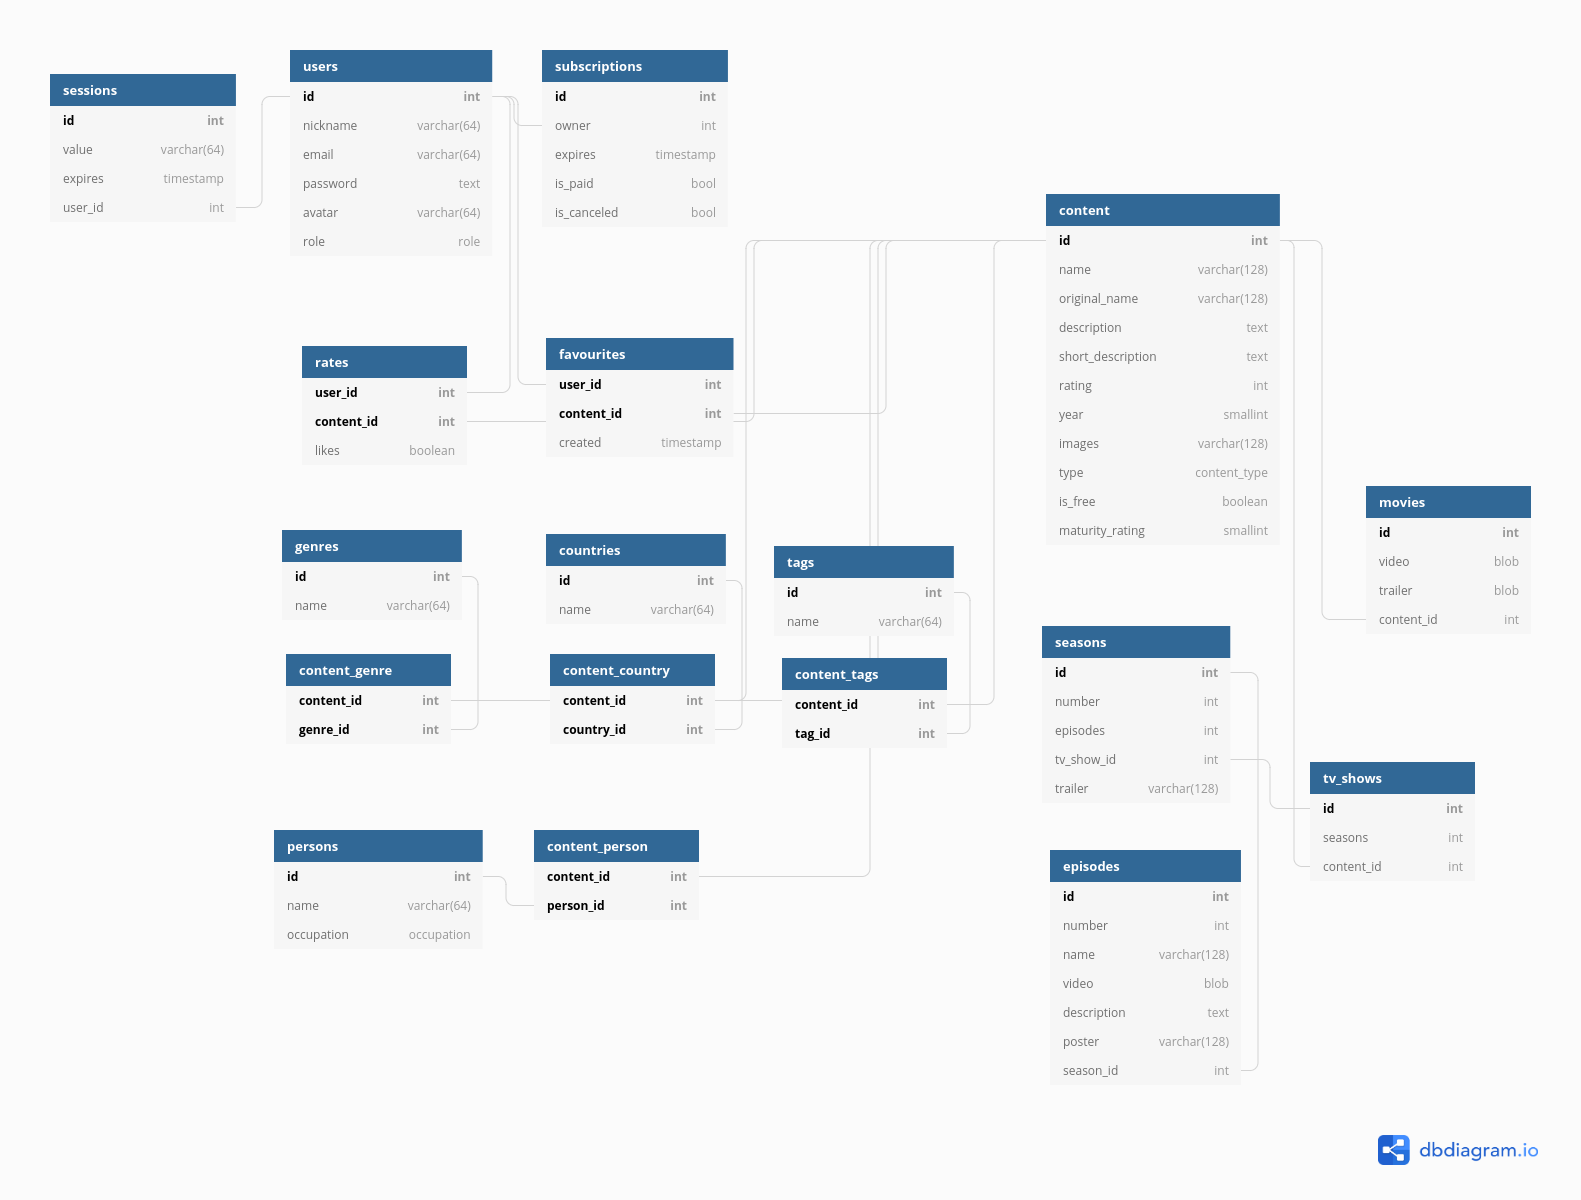 sessions
id int
value varchar(64)
expires timestamp
user_id int
users
id int
nickname varchar(64)
email varchar(64)
password text
avatar varchar(64)
role role
subscriptions
id int
owner int
expires timestamp
is_paid bool
is_canceled bool
content
id int
name varchar(128)
original_name varchar(128)
description text
short_description text
rating int
year smallint
images varchar(128)
type content_type
is_free boolean
maturity_rating smallint
rates
user_id int
content_id int
likes boolean
favourites
user_id int
content_id int
created timestamp
movies
id int
video blob
trailer blob
content_id int
genres
id int
name varchar(64)
countries
id int
name varchar(64)
tags
id int
name varchar(64)
content_genre
content_id int
genre_id int
content_country
content_id int
country_id int
content_tags
content_id int
tag_id int
seasons
id int
number int
episodes int
tv_show_id int
trailer varchar(128)
tv_shows
id int
seasons int
content_id int
persons
id int
name varchar(64)
occupation occupation
content_person
content_id int
person_id int
episodes
id int
number int
name varchar(128)
video blob
description text
poster varchar(128)
season_id int
dbdiagram.io